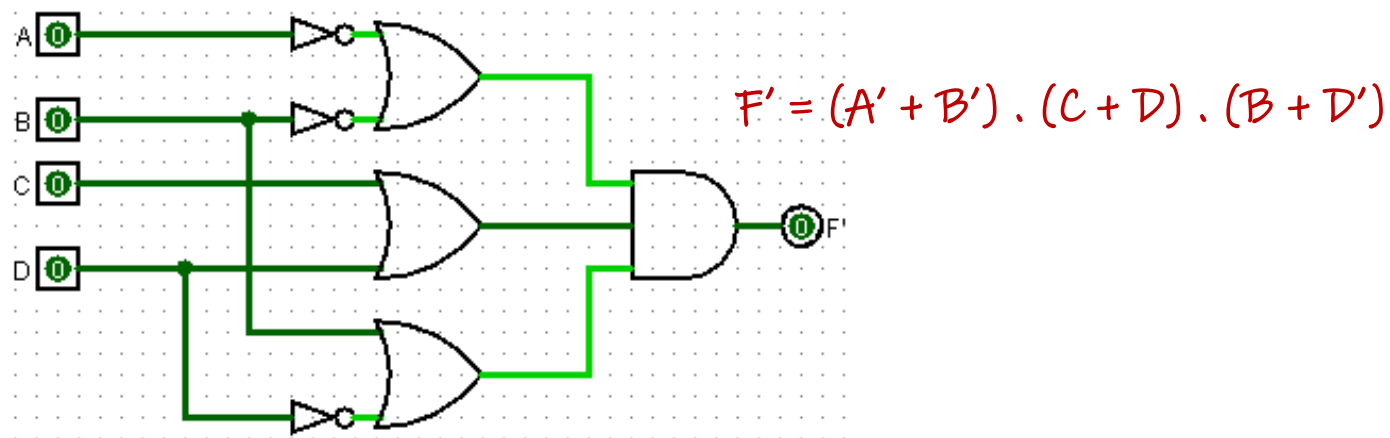 A 0
F' = (A' + B') . (C + D) . (B + D')
B 0
C 0
0 F'
D 0